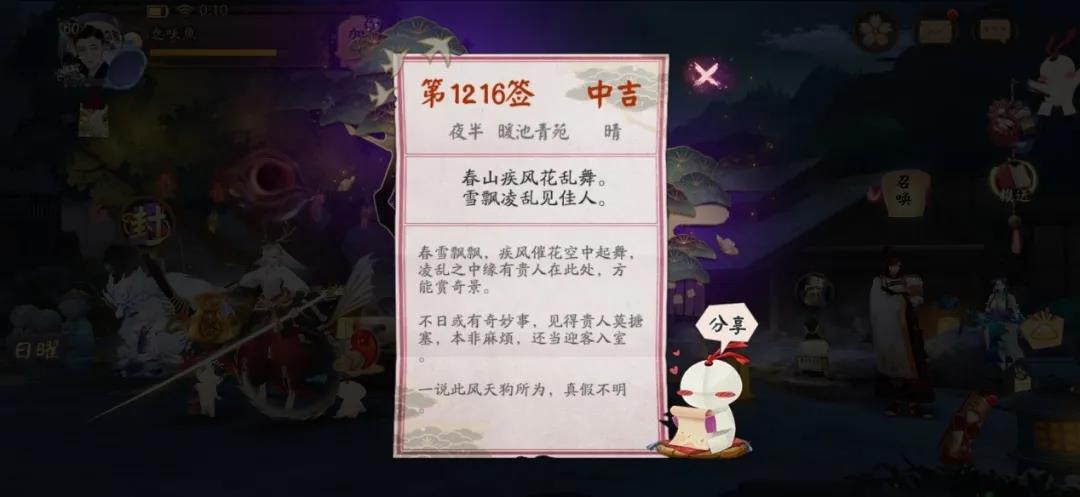 60
0:10
第1216签 中吉
夜半 暖池青苑 晴
春山疾风花乱舞。
雪飘凌乱见佳人。
春雪飘飘，疾风催花空中起舞，
凌乱之中缘有贵人在此处，方
能赏奇景。
不日或有奇妙事，见得贵人莫搪
塞，本非麻烦，还当迎客入室
。
一说此风天狗所为，真假不明
。
分享
召
唤
封
日曜